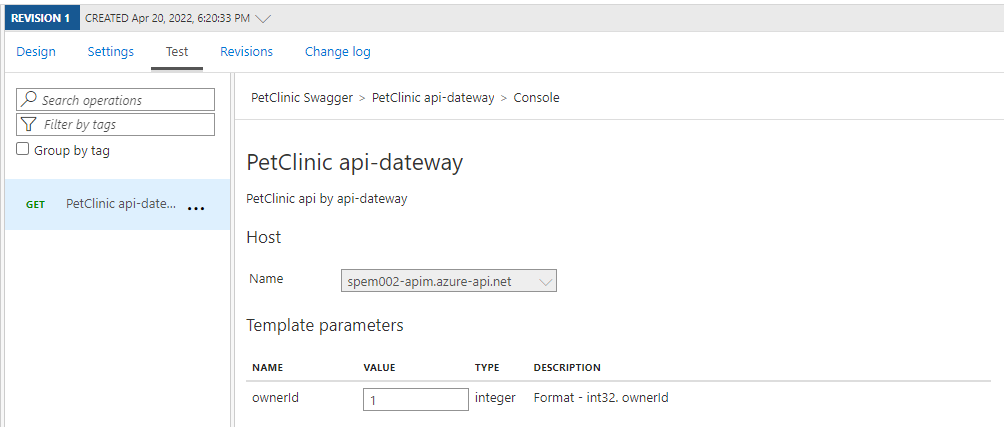 REVISION 1 CREATED Apr 20, 2022, 6:20:33 PM
Design Settings Test Revisions Change log
Search operations
Filter by tags
Group by tag
GET PetClinic api-date... ...
PetClinic Swagger > PetClinic api-dateway > Console
PetClinic api-dateway
PetClinic api by api-dateway
Host
Name spem002-apim.azure-api.net
Template parameters
NAME VALUE TYPE DESCRIPTION
ownerId 1 integer Format - int32. ownerId